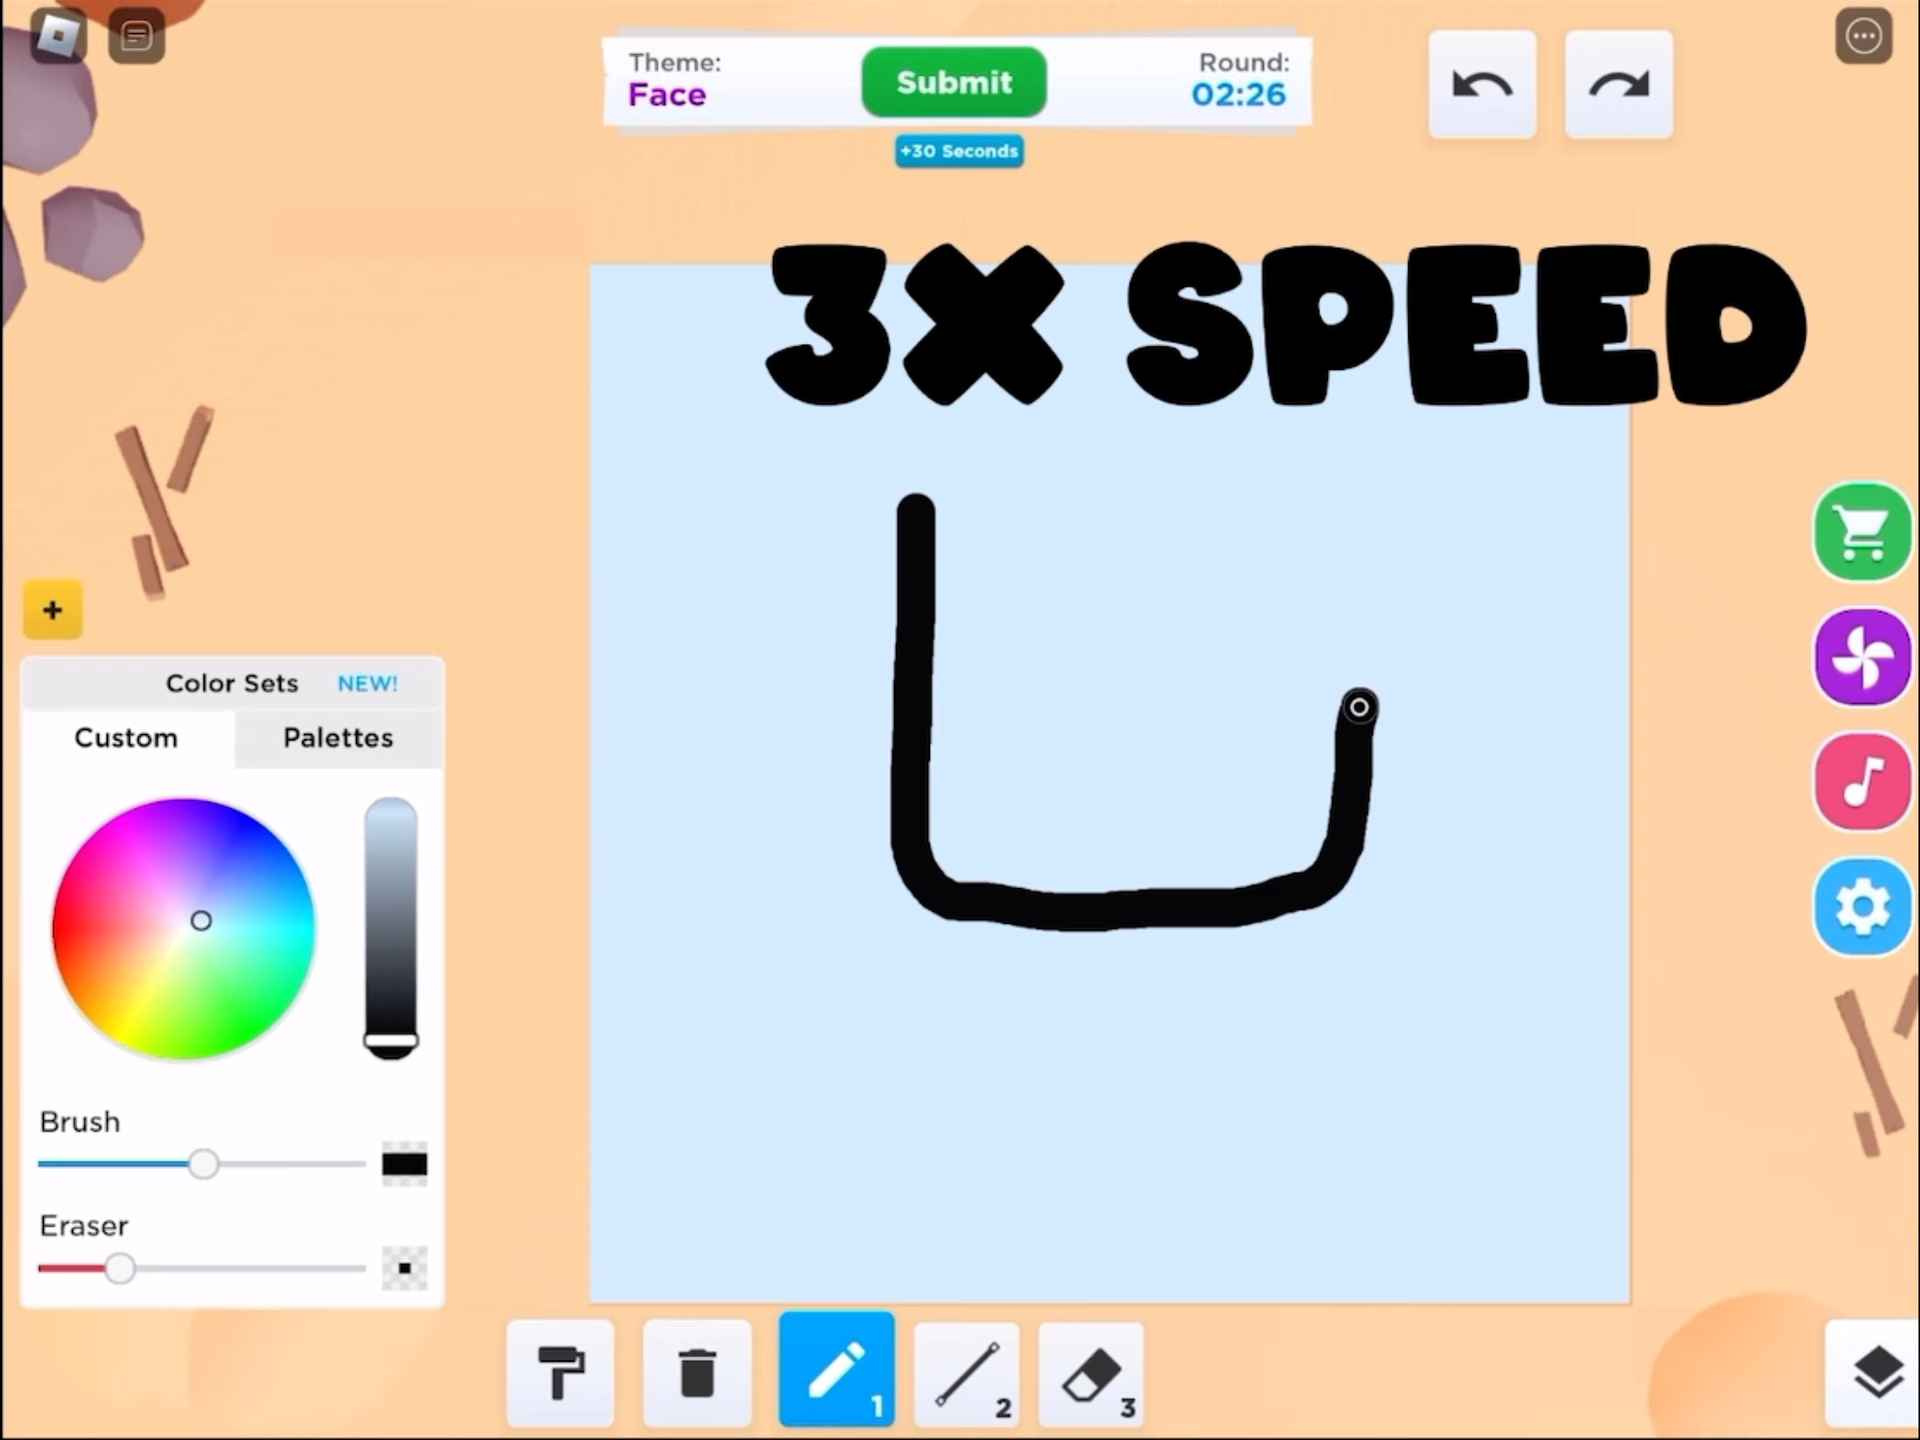 Theme:
Face
Submit
Round:
02:26
+30 Seconds
3X SPEED
+
Color Sets NEW!
Custom Palettes
Brush
Eraser
1
2
3